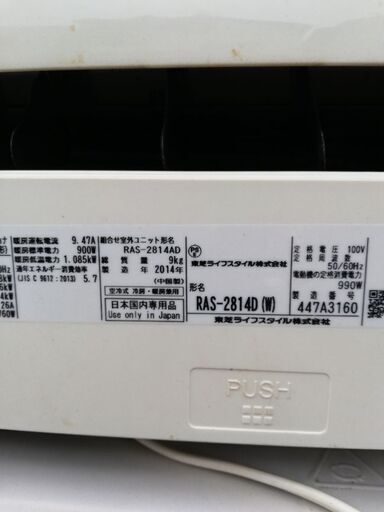 暖房運転電流 9.47A
暖房標準電力 900W
暖房低温電力 1.085kW
通年エネルギー消費効率
(JIS C 9612:2013) 5.7
組合せ室外ユニット形名
RAS-2814AD
総質量 9kg
製造年 2014年
(中国製)
空冷式 冷房・暖房兼用
日本国内専用品
Use only in Japan
PS
E
東芝ライフスタイル株式会社
形名
RAS-2814D(W)
東芝ライフスタイル株式会社
定格電圧 100V
定格周波数
50/60Hz
電動機の定格消費電力
990W
製造番号
447A3160
PUSH